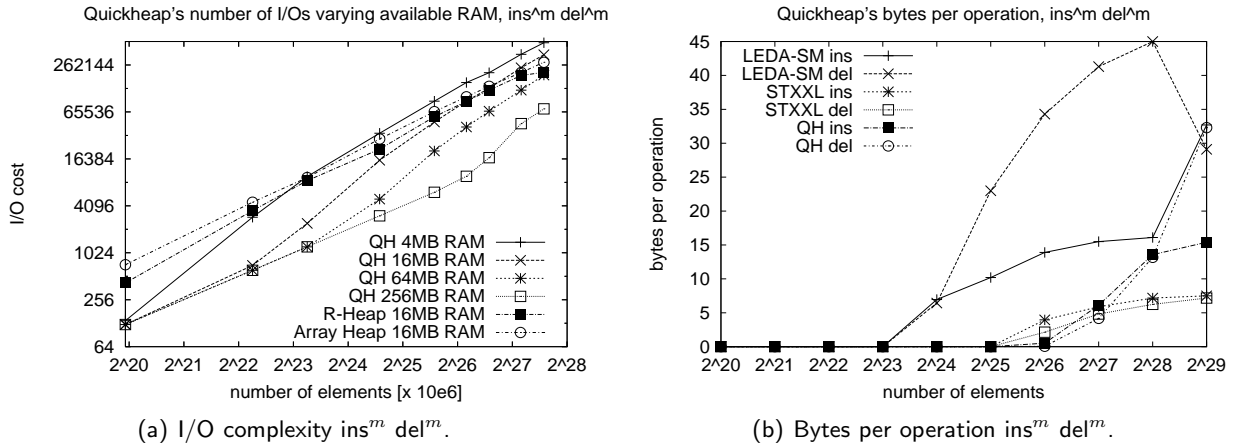 Quickheap's number of I/Os varying available RAM, ins^m del^m
I/O cost
262144
65536
16384
4096
1024
256
64
QH 4MB RAM
QH 16MB RAM
QH 64MB RAM
QH 256MB RAM
R-Heap 16MB RAM
Array Heap 16MB RAM
2^20 2^21 2^22 2^23 2^24 2^25 2^26 2^27 2^28
number of elements [x 10e6]
(a) I/O complexity insᵐ delᵐ.
Quickheap's bytes per operation, ins^m del^m
bytes per operation
45
40
35
30
25
20
15
10
5
0
LEDA-SM ins
LEDA-SM del
STXXL ins
STXXL del
QH ins
QH del
2^20 2^21 2^22 2^23 2^24 2^25 2^26 2^27 2^28 2^29
number of elements
(b) Bytes per operation insᵐ delᵐ.